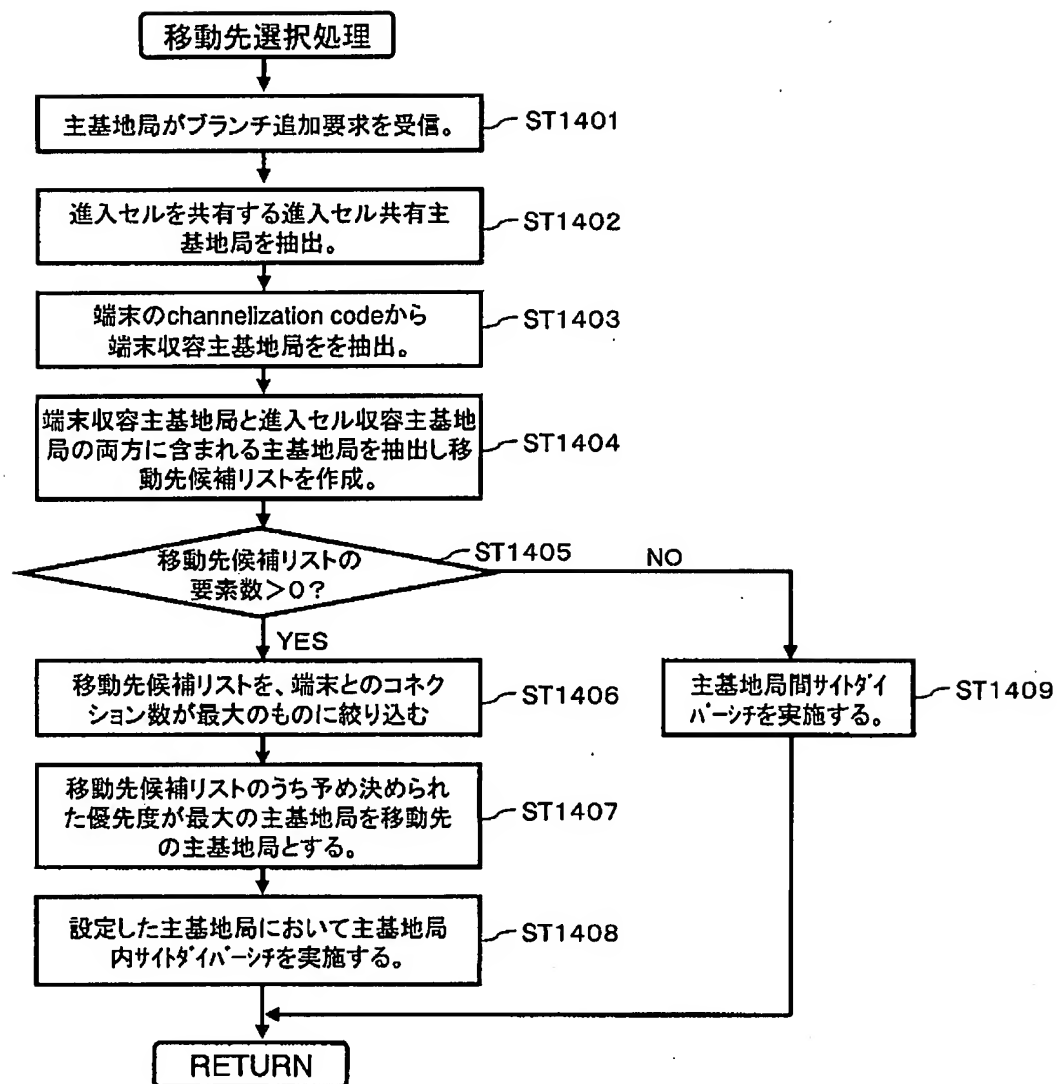 移動先選択処理
主基地局がブランチ追加要求を受信。
ST1401
進入セルを共有する進入セル共有主
基地局を抽出。
ST1402
端末のchannelization codeから
端末収容主基地局をを抽出。
ST1403
端末収容主基地局と進入セル収容主基地
局の両方に含まれる主基地局を抽出し移
動先候補リストを作成。
ST1404
移動先候補リストの
要素数>0?
ST1405
NO
YES
移動先候補リストを、端末とのコネク
ション数が最大のものに絞り込む
ST1406
主基地局間サイトダイ
バーシチを実施する。
ST1409
移動先候補リストのうち予め決められ
た優先度が最大の主基地局を移動先
の主基地局とする。
ST1407
設定した主基地局において主基地局
内サイトダイバーシチを実施する。
ST1408
RETURN